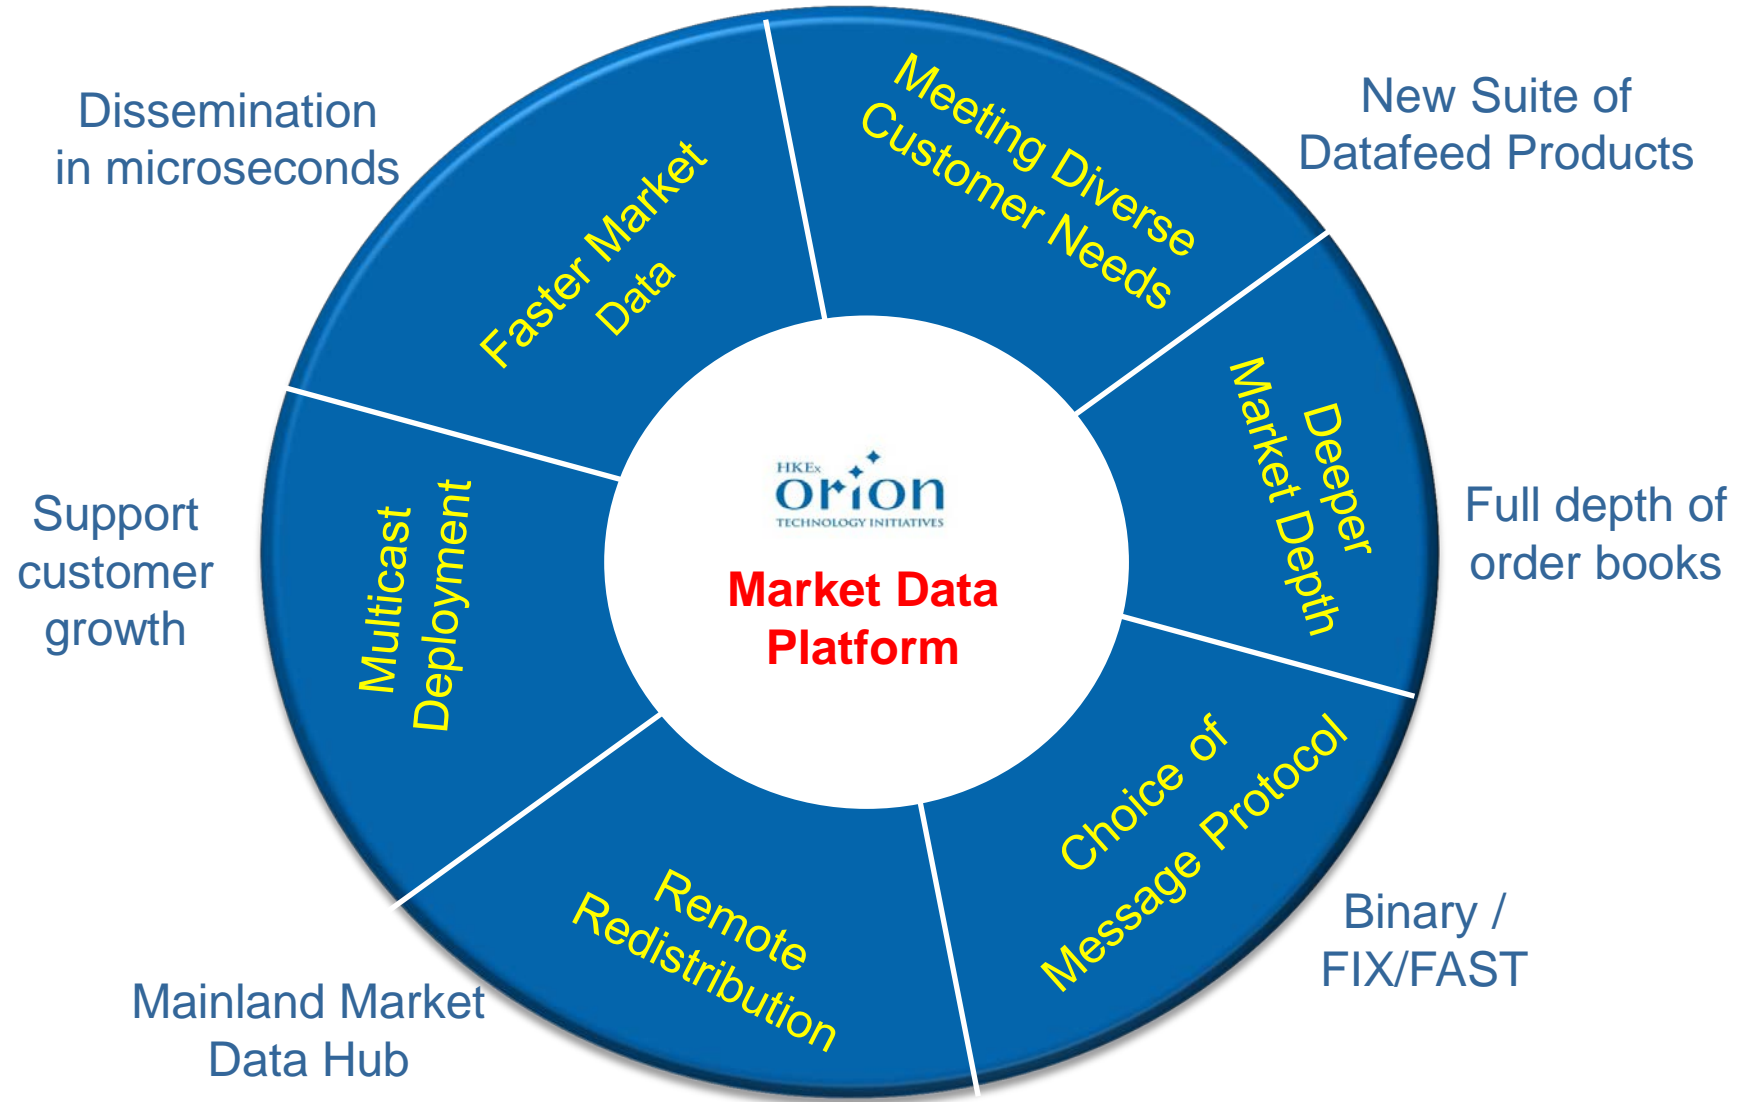 Dissemination
in microseconds
Faster Market
Data
Meeting Diverse
Customer Needs
New Suite of
Datafeed Products
Deeper
Market Depth
Full depth of
order books
Choice of
Message Protocol
Binary /
FIX/FAST
Remote
Redistribution
Mainland Market
Data Hub
Multicast
Deployment
Support
customer
growth
HKEx
orion
TECHNOLOGY INITIATIVES
Market Data
Platform